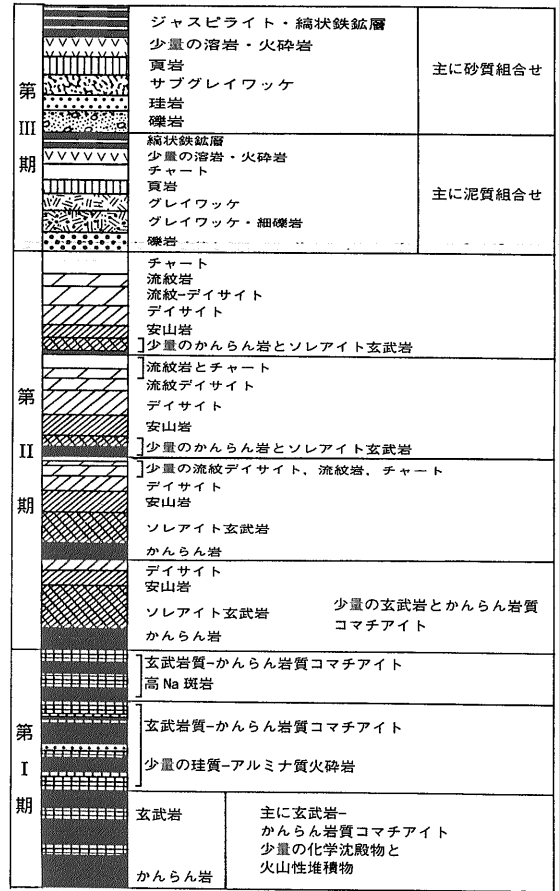 第III期
ジャスピライト・縞状鉄鉱層
少量の溶岩・火砕岩
頁岩
サブグレイワッケ
珪岩
礫岩
主に砂質組合せ
縞状鉄鉱層
少量の溶岩・火砕岩
チャート
頁岩
グレイワッケ
グレイワッケ・細礫岩
礫岩
主に泥質組合せ
第II期
チャート
流紋岩
流紋–デイサイト
デイサイト
安山岩
少量のかんらん岩とソレアイト玄武岩
流紋岩とチャート
流紋デイサイト
デイサイト
安山岩
少量のかんらん岩とソレアイト玄武岩
少量の流紋デイサイト，流紋岩，チャート
デイサイト
安山岩
ソレアイト玄武岩
かんらん岩
デイサイト
安山岩
ソレアイト玄武岩
かんらん岩
少量の玄武岩とかんらん岩質
コマチアイト
第I期
玄武岩質–かんらん岩質コマチアイト
高Na斑岩
玄武岩質–かんらん岩質コマチアイト
少量の珪質–アルミナ質火砕岩
玄武岩
かんらん岩
主に玄武岩–
かんらん岩質コマチアイト
少量の化学沈殿物と
火山性堆積物